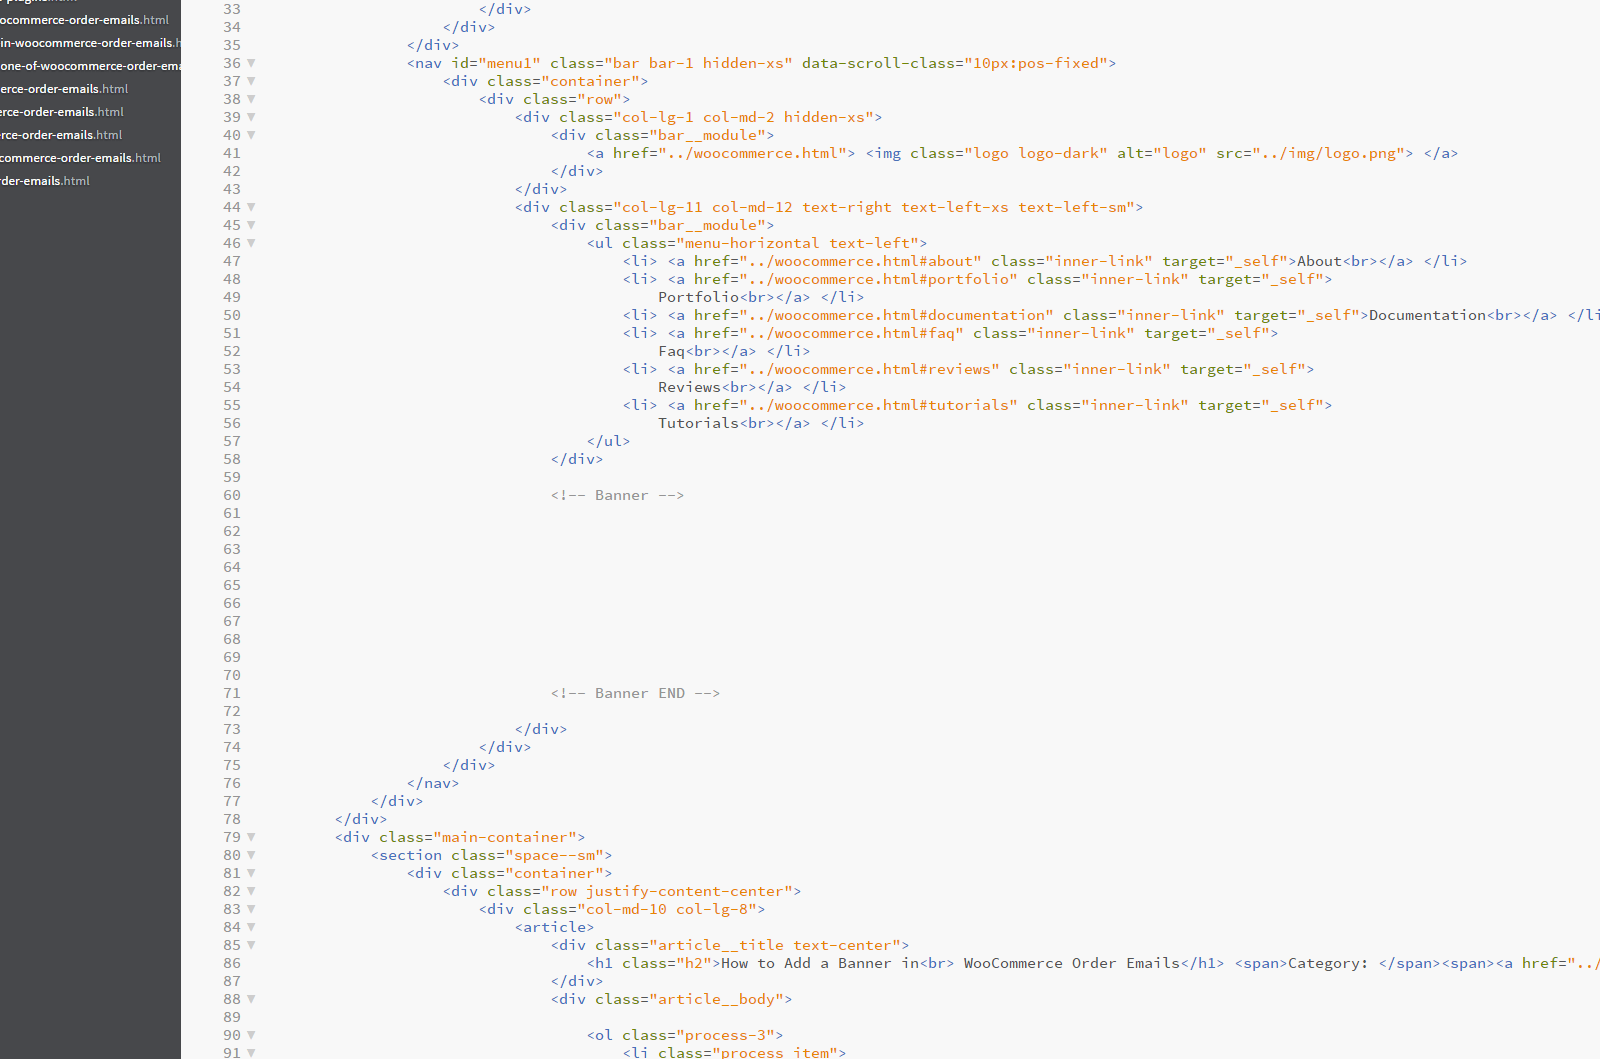 ocommerce-order-emails.html
in-woocommerce-order-emails.h
one-of-woocommerce-order-ema
erce-order-emails.html
erce-order-emails.html
rce-order-emails.html
commerce-order-emails.html
rder-emails.html
33 </div>
34 </div>
35 </div>
36 <nav id="menu1" class="bar bar-1 hidden-xs" data-scroll-class="10px:pos-fixed">
37 <div class="container">
38 <div class="row">
39 <div class="col-lg-1 col-md-2 hidden-xs">
40 <div class="bar__module">
41 <a href="../woocommerce.html"> <img class="logo logo-dark" alt="logo" src="../img/logo.png"> </a>
42 </div>
43 </div>
44 <div class="col-lg-11 col-md-12 text-right text-left-xs text-left-sm">
45 <div class="bar__module">
46 <ul class="menu-horizontal text-left">
47 <li> <a href="../woocommerce.html#about" class="inner-link" target="_self">About<br></a> </li>
48 <li> <a href="../woocommerce.html#portfolio" class="inner-link" target="_self">
49 Portfolio<br></a> </li>
50 <li> <a href="../woocommerce.html#documentation" class="inner-link" target="_self">Documentation<br></a> </li
51 <li> <a href="../woocommerce.html#faq" class="inner-link" target="_self">
52 Faq<br></a> </li>
53 <li> <a href="../woocommerce.html#reviews" class="inner-link" target="_self">
54 Reviews<br></a> </li>
55 <li> <a href="../woocommerce.html#tutorials" class="inner-link" target="_self">
56 Tutorials<br></a> </li>
57 </ul>
58 </div>
59
60 <!-- Banner -->
61
62
63
64
65
66
67
68
69
70
71 <!-- Banner END -->
72
73 </div>
74 </div>
75 </div>
76 </nav>
77 </div>
78 </div>
79 <div class="main-container">
80 <section class="space--sm">
81 <div class="container">
82 <div class="row justify-content-center">
83 <div class="col-md-10 col-lg-8">
84 <article>
85 <div class="article__title text-center">
86 <h1 class="h2">How to Add a Banner in<br> WooCommerce Order Emails</h1> <span>Category: </span><span><a href="../
87 </div>
88 <div class="article__body">
89
90 <ol class="process-3">
91 <li class="process_item">